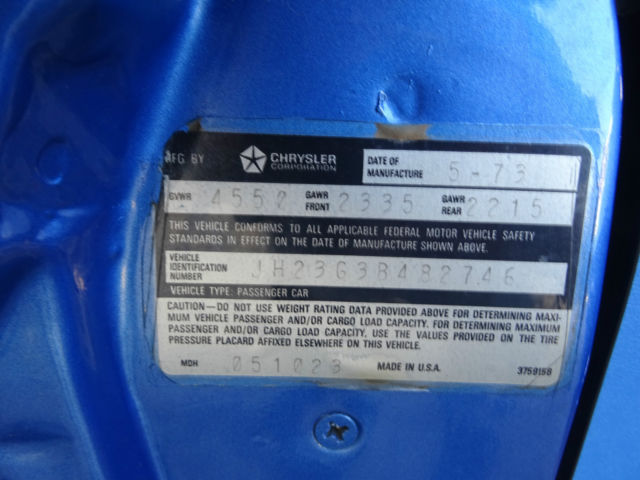 MFG. BY CHRYSLER CORPORATION DATE OF MANUFACTURE 5-73
GVWR 4552 GAWR FRONT 2335 GAWR REAR 2215
THIS VEHICLE CONFORMS TO ALL APPLICABLE FEDERAL MOTOR VEHICLE SAFETY
STANDARDS IN EFFECT ON THE DATE OF MANUFACTURE SHOWN ABOVE.
VEHICLE IDENTIFICATION NUMBER JH23G3B482746
VEHICLE TYPE: PASSENGER CAR
CAUTION—DO NOT USE WEIGHT RATING DATA PROVIDED ABOVE FOR DETERMINING MAXI-
MUM VEHICLE PASSENGER AND/OR CARGO LOAD CAPACITY. FOR DETERMINING MAXIMUM
PASSENGER AND/OR CARGO LOAD CAPACITY, USE THE VALUES PROVIDED ON THE TIRE
PRESSURE PLACARD AFFIXED ELSEWHERE ON THIS VEHICLE.
MDH 051023 MADE IN U.S.A. 3759158